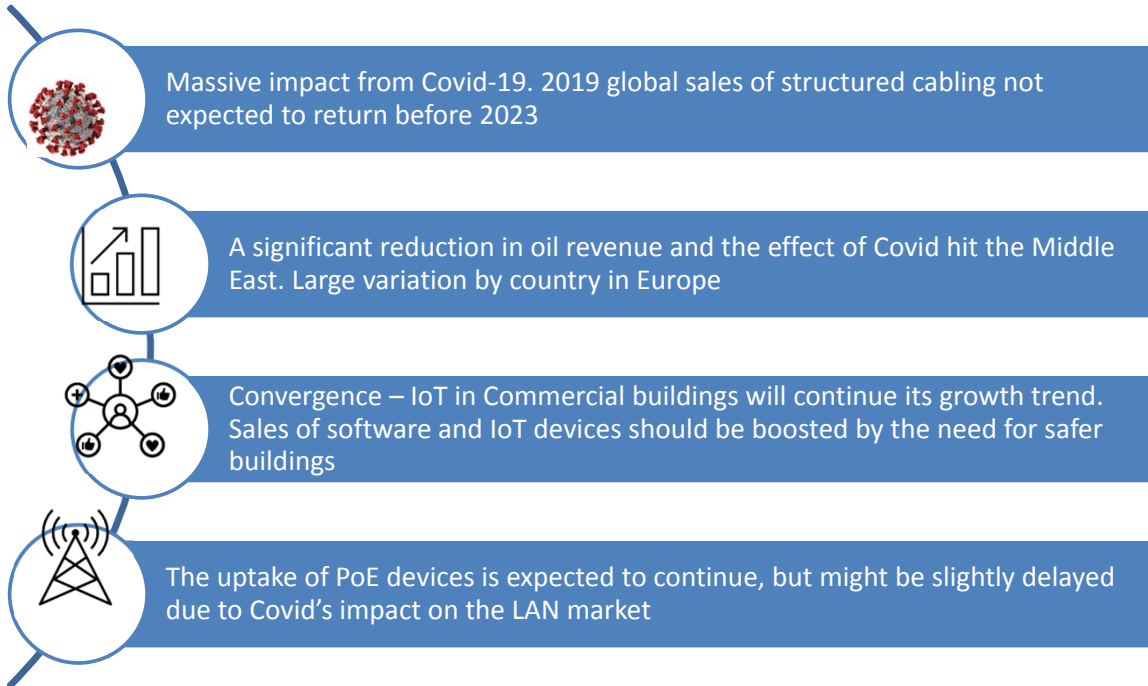 Massive impact from Covid-19. 2019 global sales of structured cabling not
expected to return before 2023
A significant reduction in oil revenue and the effect of Covid hit the Middle
East. Large variation by country in Europe
Convergence – IoT in Commercial buildings will continue its growth trend.
Sales of software and IoT devices should be boosted by the need for safer
buildings
The uptake of PoE devices is expected to continue, but might be slightly delayed
due to Covid’s impact on the LAN market